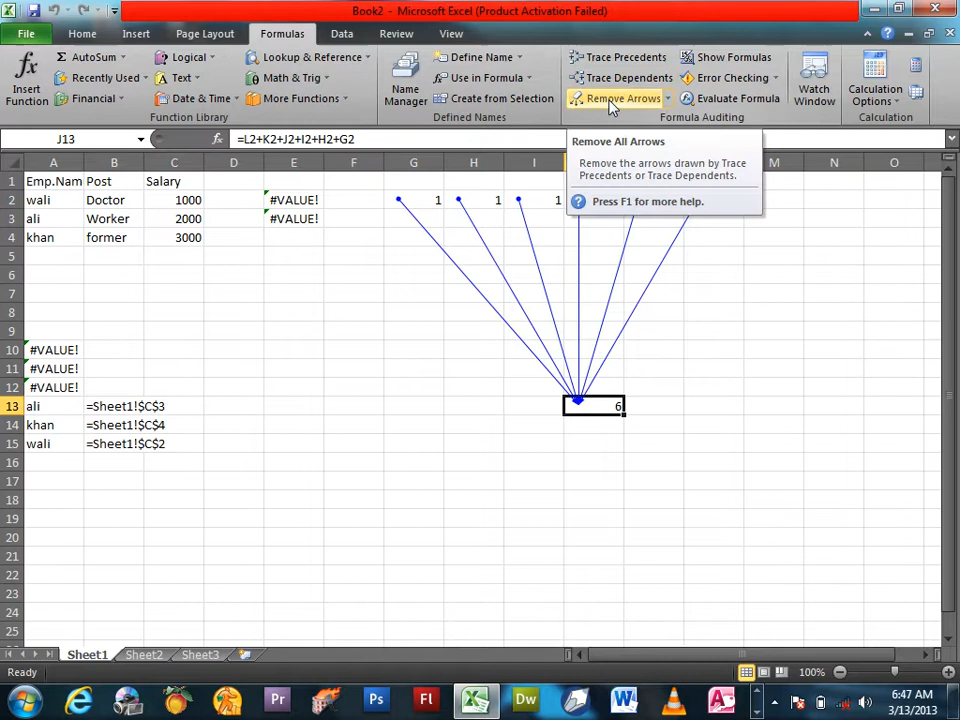 Book2 - Microsoft Excel (Product Activation Failed)
File Home Insert Page Layout Formulas Data Review View
fx Insert Function
Σ AutoSum
Recently Used
Financial
Logical
Text
Date & Time
Lookup & Reference
Math & Trig
More Functions
Function Library
Name Manager
Define Name
Use in Formula
Create from Selection
Defined Names
Trace Precedents
Trace Dependents
Remove Arrows
Show Formulas
Error Checking
Evaluate Formula
Formula Auditing
Watch Window
Calculation Options
Calculation
J13 fx =L2+K2+J2+I2+H2+G2
Remove All Arrows
Remove the arrows drawn by Trace
Precedents or Trace Dependents.
Press F1 for more help.
A B C D E F G H I M N O
1 Emp.Nam Post Salary
2 wali Doctor 1000 #VALUE! 1 1 1
3 ali Worker 2000 #VALUE!
4 khan former 3000
5
6
7
8
9
10 #VALUE!
11 #VALUE!
12 #VALUE!
13 ali =Sheet1!$C$3 6
14 khan =Sheet1!$C$4
15 wali =Sheet1!$C$2
16
17
18
19
20
21
22
23
24
25
Sheet1 Sheet2 Sheet3
Ready 100%
Pr Ps Fl Dw
6:47 AM
3/13/2013